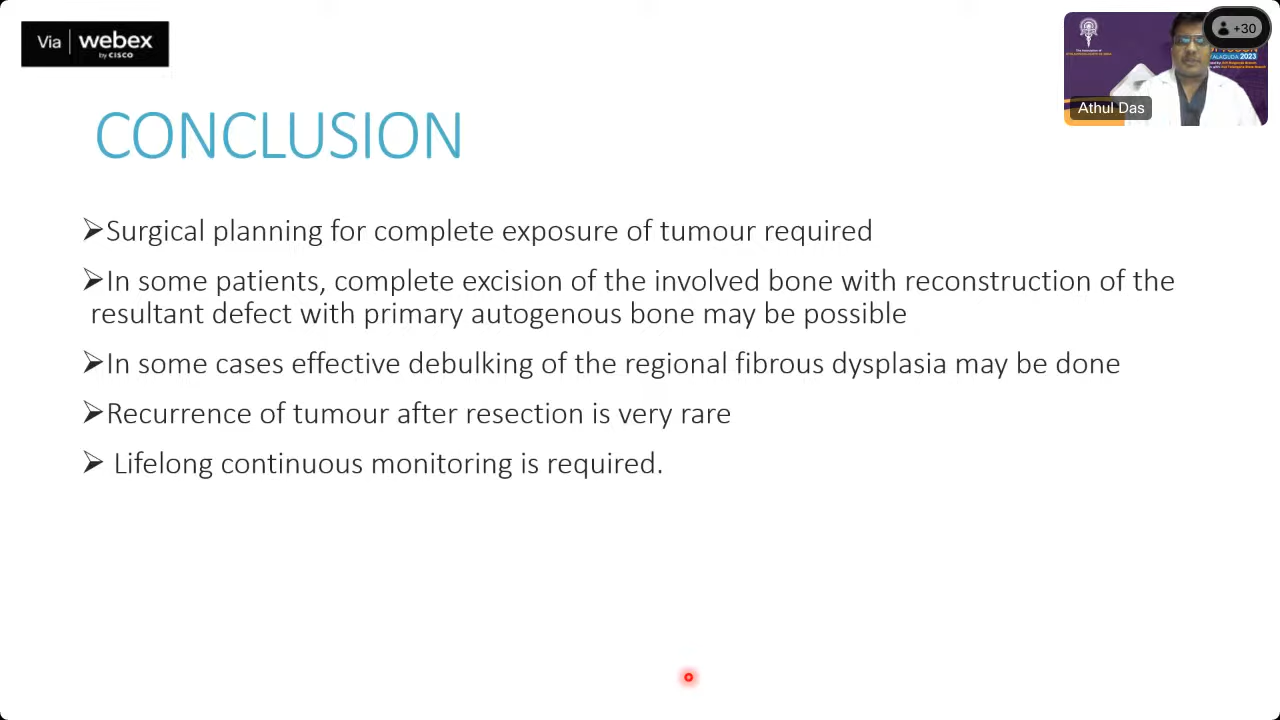 Via webex
by CISCO
+30
YALAGUDA 2023
Athul Das
CONCLUSION
➢Surgical planning for complete exposure of tumour required
➢In some patients, complete excision of the involved bone with reconstruction of the
resultant defect with primary autogenous bone may be possible
➢In some cases effective debulking of the regional fibrous dysplasia may be done
➢Recurrence of tumour after resection is very rare
➢ Lifelong continuous monitoring is required.